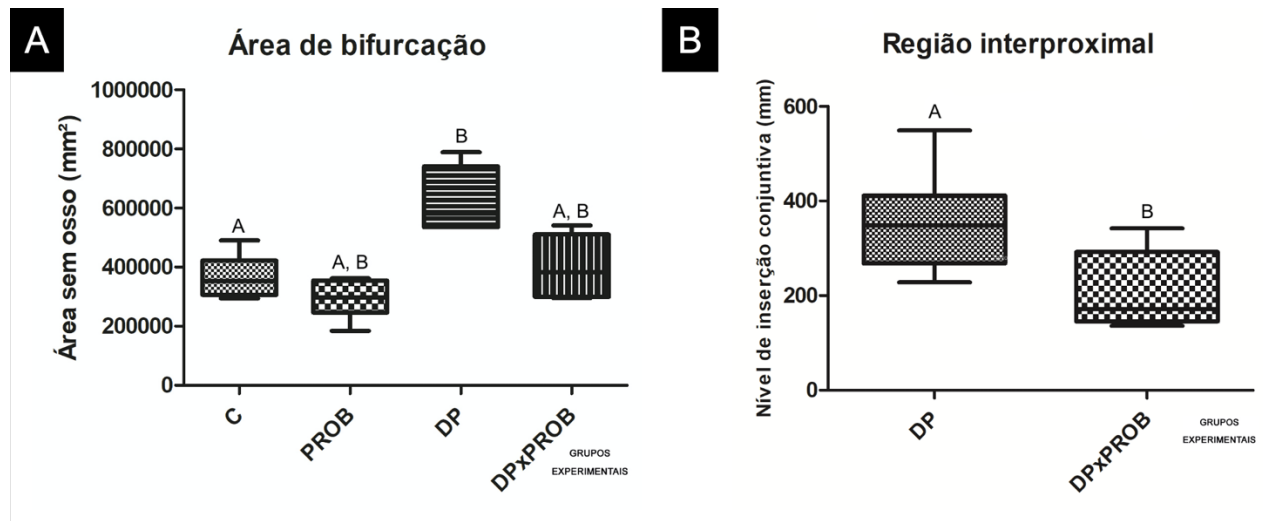 A
Área de bifurcação
Área sem osso (mm²)
1000000
800000
600000
400000
200000
0
A
A, B
B
A, B
C
PROB
DP
DPxPROB
GRUPOS
EXPERIMENTAIS
B
Região interproximal
Nível de inserção conjuntiva (mm)
600
400
200
0
A
B
DP
DPxPROB
GRUPOS
EXPERIMENTAIS